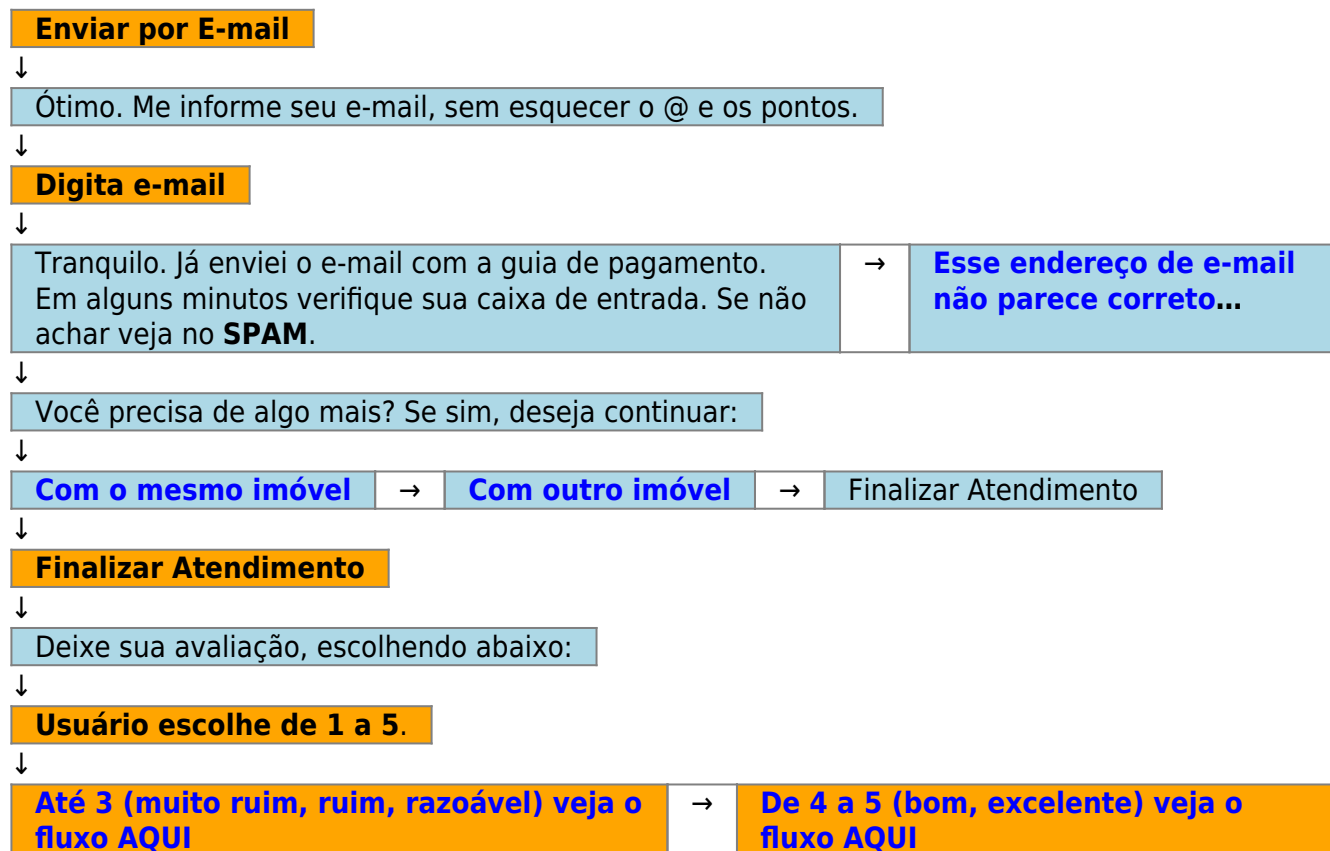 Enviar por E-mail
↓
Ótimo. Me informe seu e-mail, sem esquecer o @ e os pontos.
↓
Digita e-mail
↓
Tranquilo. Já enviei o e-mail com a guia de pagamento.
Em alguns minutos verifique sua caixa de entrada. Se não
achar veja no SPAM.
→
Esse endereço de e-mail
não parece correto...
↓
Você precisa de algo mais? Se sim, deseja continuar:
↓
Com o mesmo imóvel → Com outro imóvel → Finalizar Atendimento
↓
Finalizar Atendimento
↓
Deixe sua avaliação, escolhendo abaixo:
↓
Usuário escolhe de 1 a 5.
↓
Até 3 (muito ruim, ruim, razoável) veja o
fluxo AQUI
→
De 4 a 5 (bom, excelente) veja o
fluxo AQUI